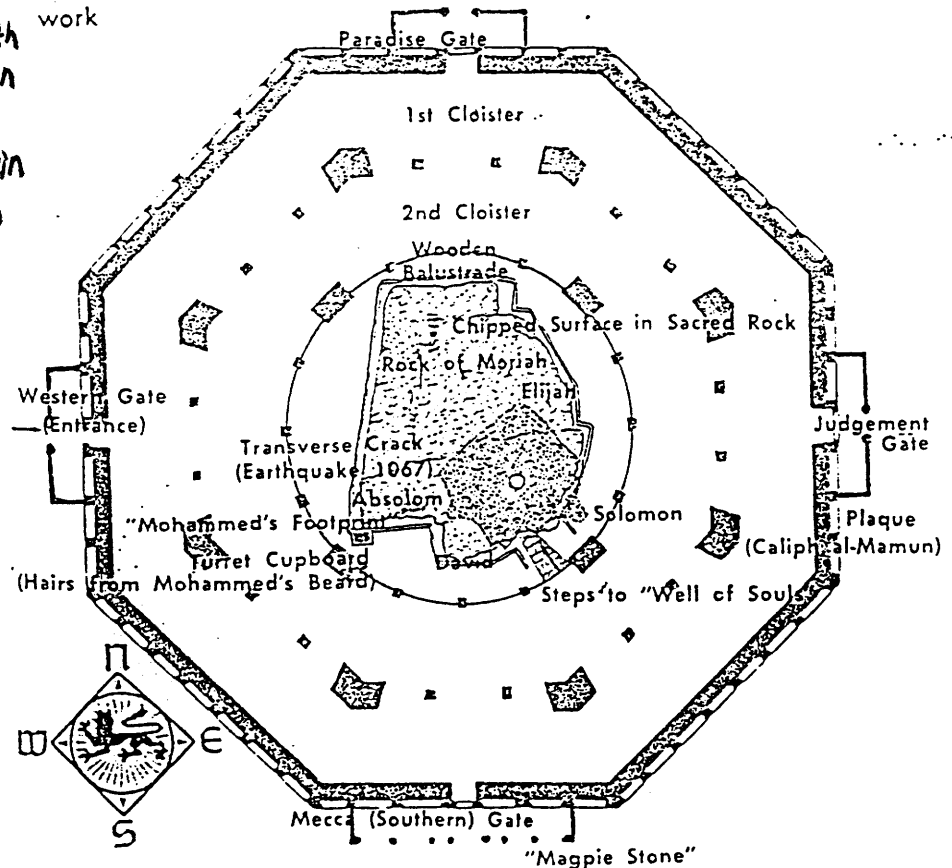 work
Paradise Gate
1st Cloister
2nd Cloister
Wooden
Balustrade
Chipped Surface in Sacred Rock
Rock of Moriah
Elijah
Western Gate
(Entrance)
Judgement
Gate
Transverse Crack
(Earthquake 1067)
Absolom
"Mohammed's Footprint
Solomon
Plaque
(Caliph al-Mamun)
Turret Cupboard
(Hairs from Mohammed's Beard)
David
Steps to "Well of Souls
N
W E
S
Mecca (Southern) Gate
"Magpie Stone"